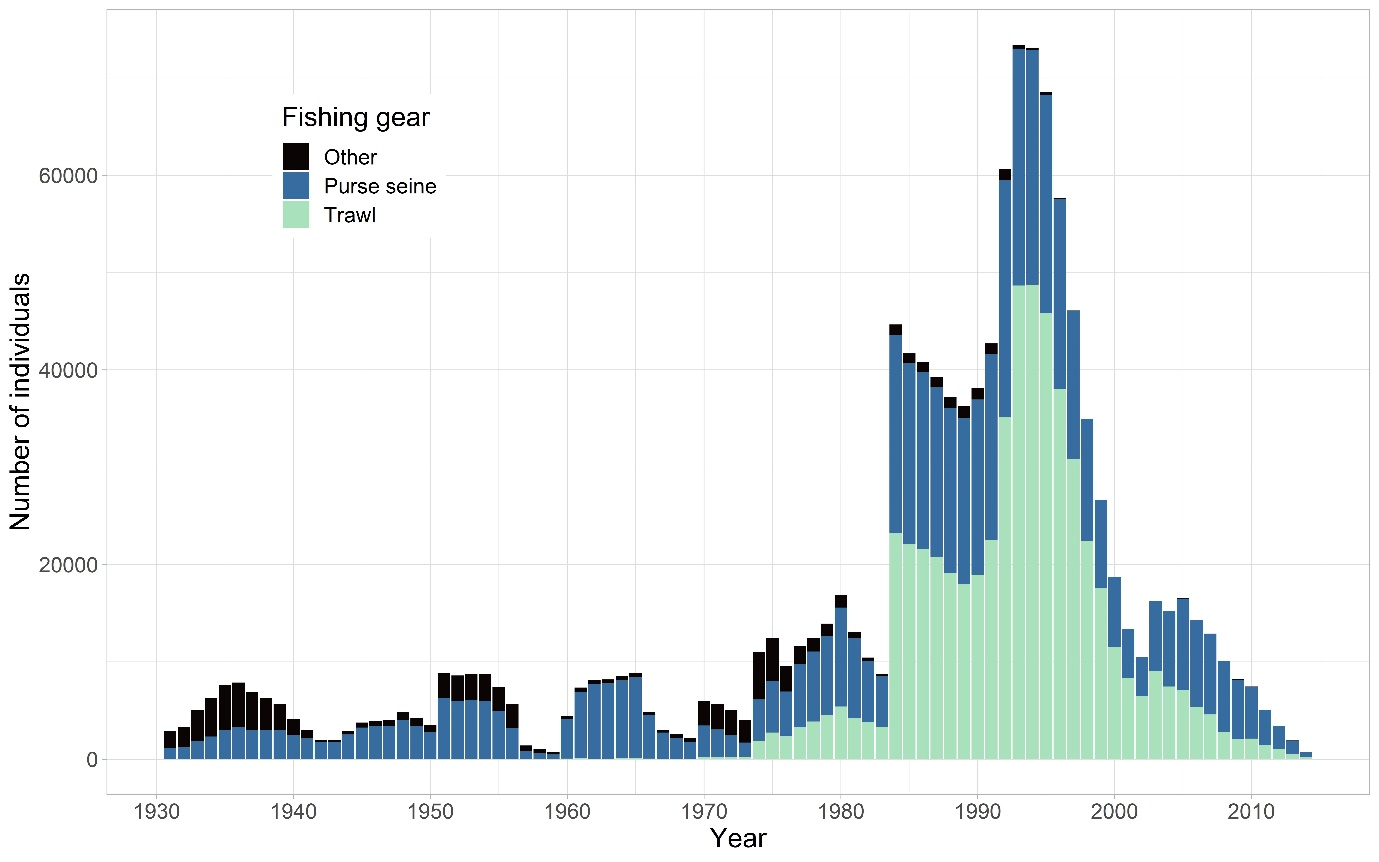 Fishing gear
Other
Purse seine
Trawl
60000
40000
20000
0
Number of individuals
1930 1940 1950 1960 1970 1980 1990 2000 2010
Year